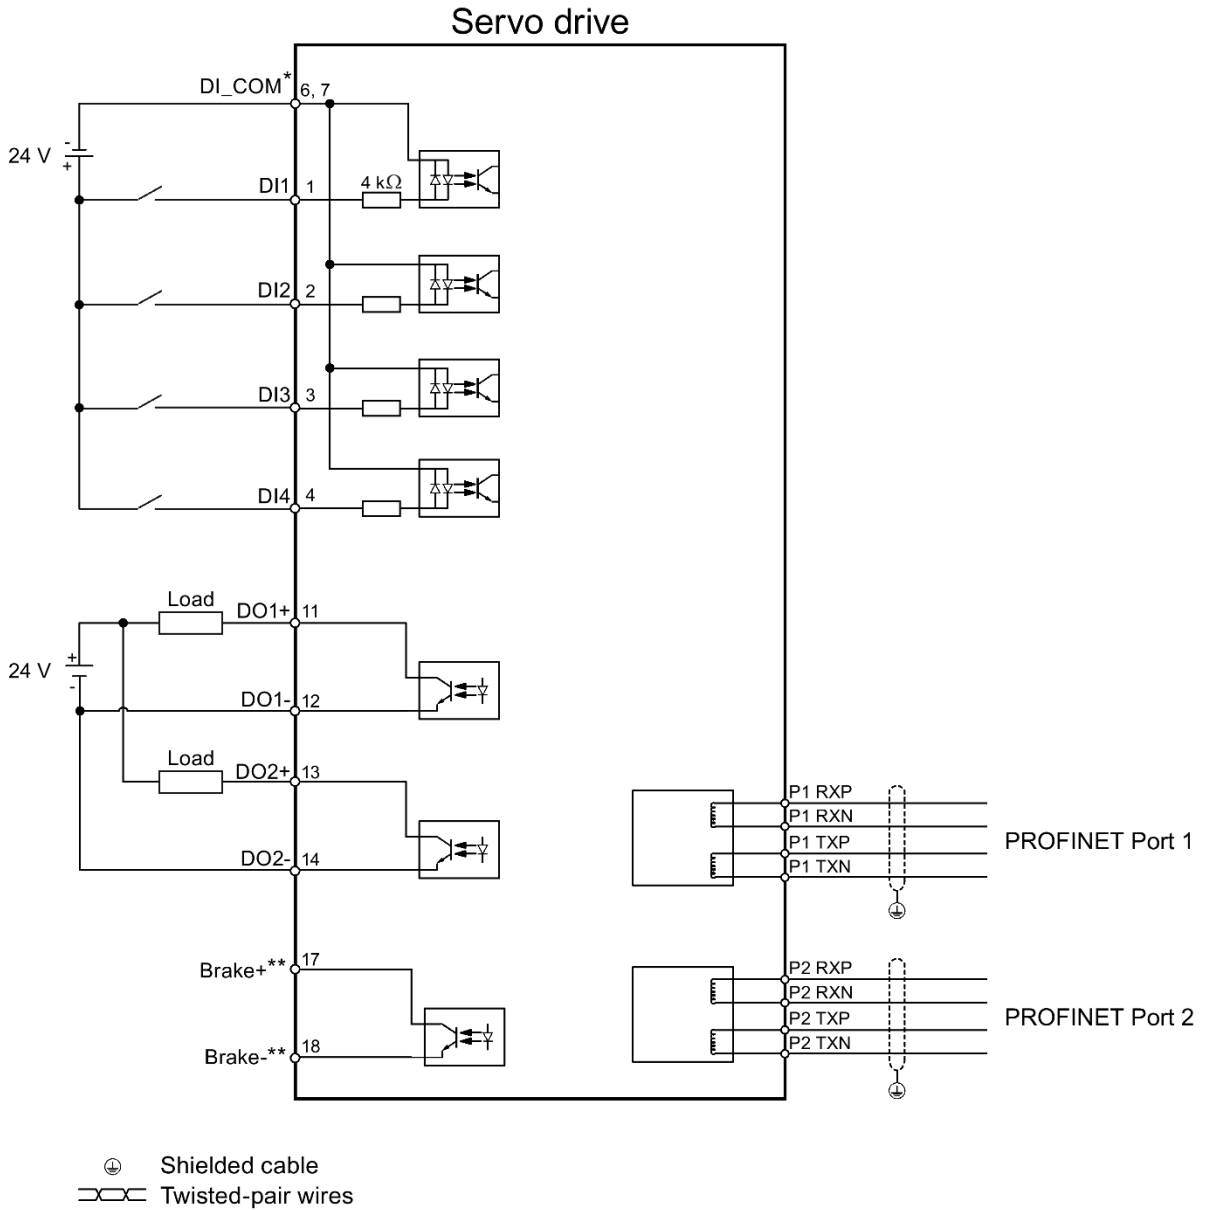 Servo drive
DI_COM* 6, 7
24 V - +
DI1 1 4 kΩ
DI2 2
DI3 3
DI4 4
Load DO1+ 11
24 V + -
DO1- 12
Load DO2+ 13
DO2- 14
Brake+** 17
Brake-** 18
P1 RXP
P1 RXN
P1 TXP
P1 TXN
PROFINET Port 1
P2 RXP
P2 RXN
P2 TXP
P2 TXN
PROFINET Port 2
Shielded cable
Twisted-pair wires